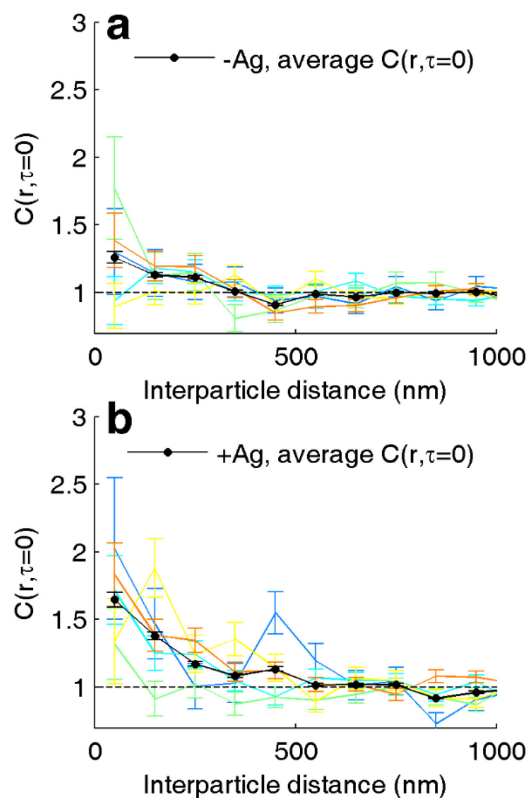 a
-Ag, average C(r,τ=0)
3
2.5
2
1.5
1
C(r,τ=0)
0 500 1000
Interparticle distance (nm)
b
+Ag, average C(r,τ=0)
3
2.5
2
1.5
1
C(r,τ=0)
0 500 1000
Interparticle distance (nm)